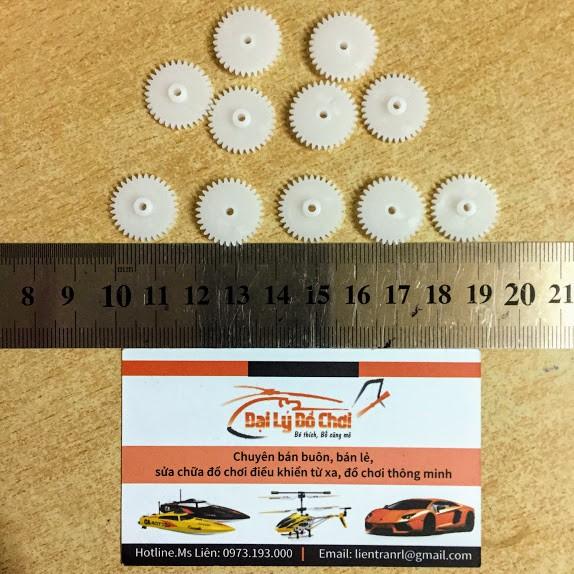 mm
8 9 10 11 12 13 14 15 16 17 18 19 20 21
Đại Lý Đồ Chơi
Bé thích, Bố cũng mê
Chuyên bán buôn, bán lẻ,
sửa chữa đồ chơi điều khiển từ xa, đồ chơi thông minh
Hotline.Ms Liên: 0973.193.000 | Email: lientranrl@gmail.com